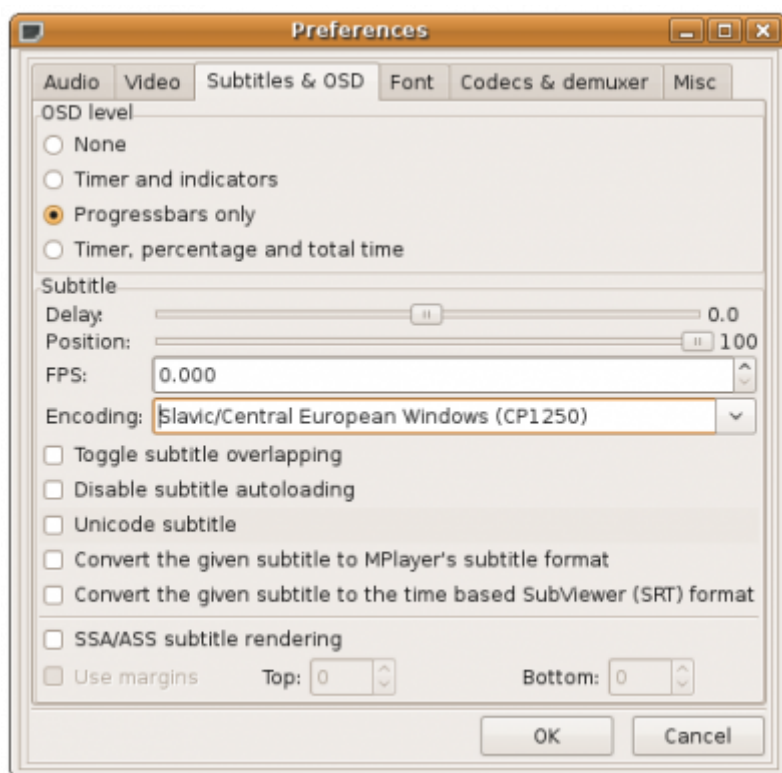 Preferences
Audio Video Subtitles & OSD Font Codecs & demuxer Misc
OSD level
None
Timer and indicators
Progressbars only
Timer, percentage and total time
Subtitle
Delay: 0.0
Position: 100
FPS: 0.000
Encoding: Slavic/Central European Windows (CP1250)
Toggle subtitle overlapping
Disable subtitle autoloading
Unicode subtitle
Convert the given subtitle to MPlayer's subtitle format
Convert the given subtitle to the time based SubViewer (SRT) format
SSA/ASS subtitle rendering
Use margins Top: 0 Bottom: 0
OK Cancel